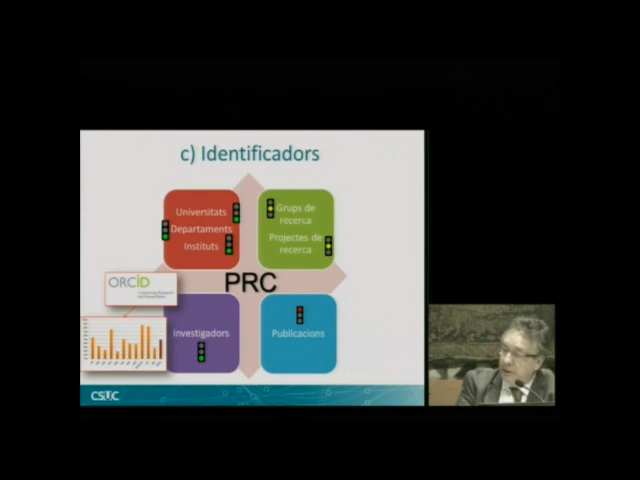 c) Identificadors
Universitats
Departaments
Instituts
Grups de
recerca
Projectes de
recerca
ORCID
PRC
Investigadors
Publicacions
CSUC